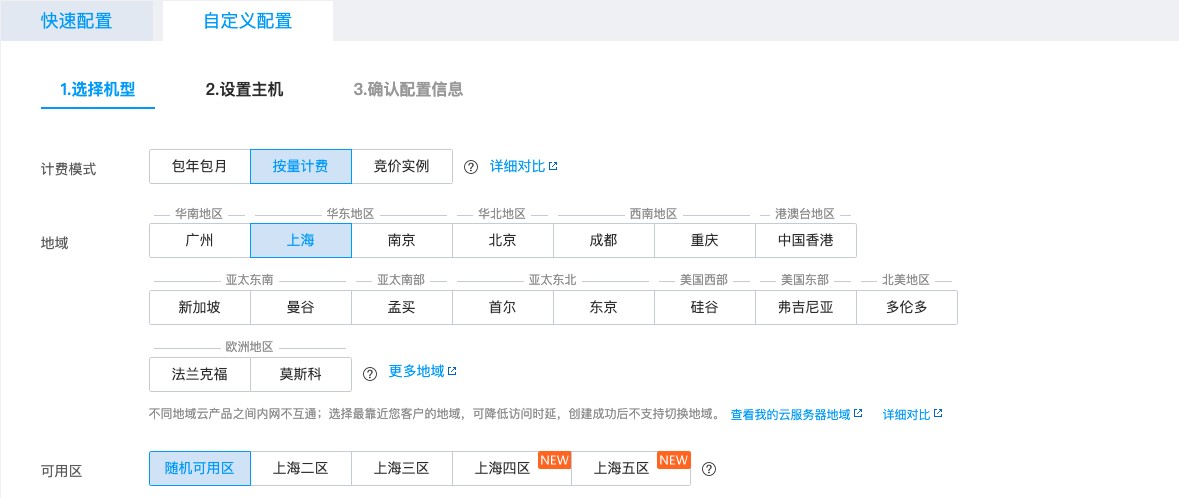 快速配置 自定义配置
1.选择机型 2.设置主机 3.确认配置信息
计费模式 包年包月 按量计费 竞价实例 ? 详细对比
华南地区 华东地区 华北地区 西南地区 港澳台地区
地域 广州 上海 南京 北京 成都 重庆 中国香港
亚太东南 亚太南部 亚太东北 美国西部 美国东部 北美地区
新加坡 曼谷 孟买 首尔 东京 硅谷 弗吉尼亚 多伦多
欧洲地区
法兰克福 莫斯科 ? 更多地域
不同地域云产品之间内网不互通；选择最靠近您客户的地域，可降低访问时延，创建成功后不支持切换地域。 查看我的云服务器地域 详细对比
可用区 随机可用区 上海二区 上海三区 上海四区 NEW 上海五区 NEW ?